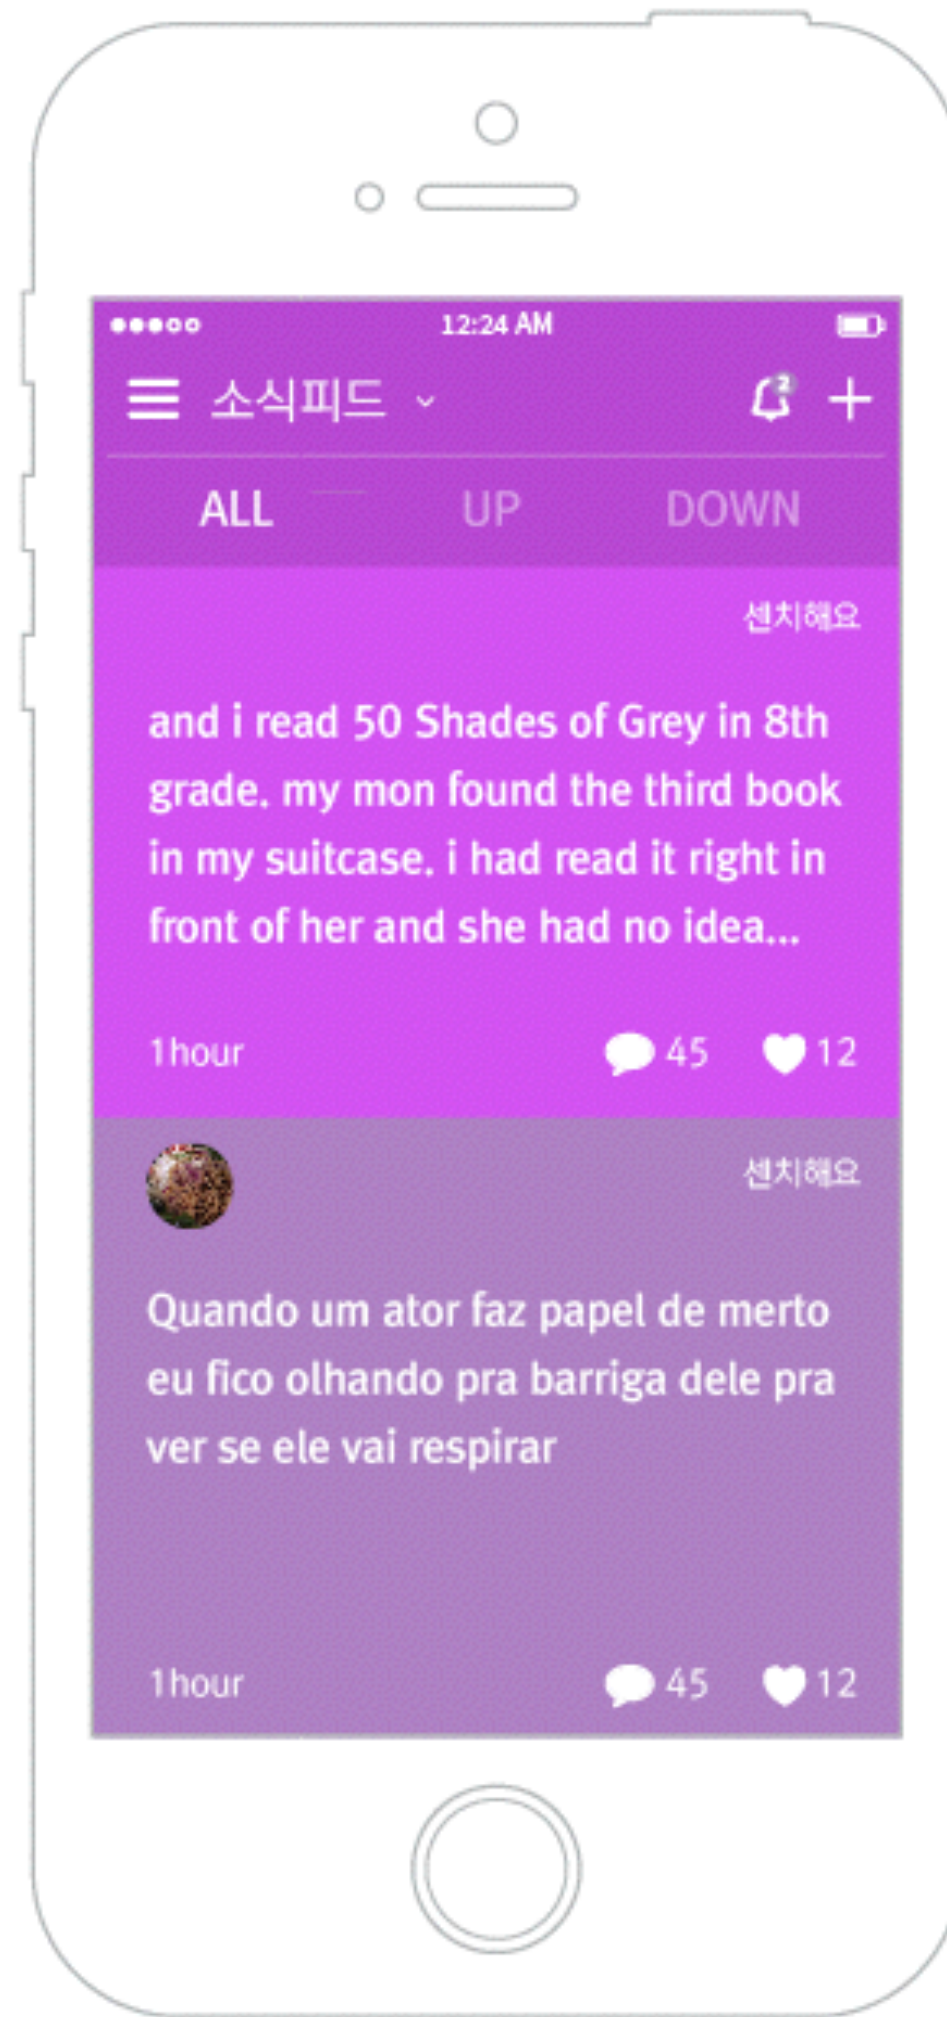 12:24 AM
소식피드 2
ALL UP DOWN
센치해요
and i read 50 Shades of Grey in 8th
grade. my mon found the third book
in my suitcase. i had read it right in
front of her and she had no idea...
1hour 45 12
센치해요
Quando um ator faz papel de merto
eu fico olhando pra barriga dele pra
ver se ele vai respirar
1hour 45 12